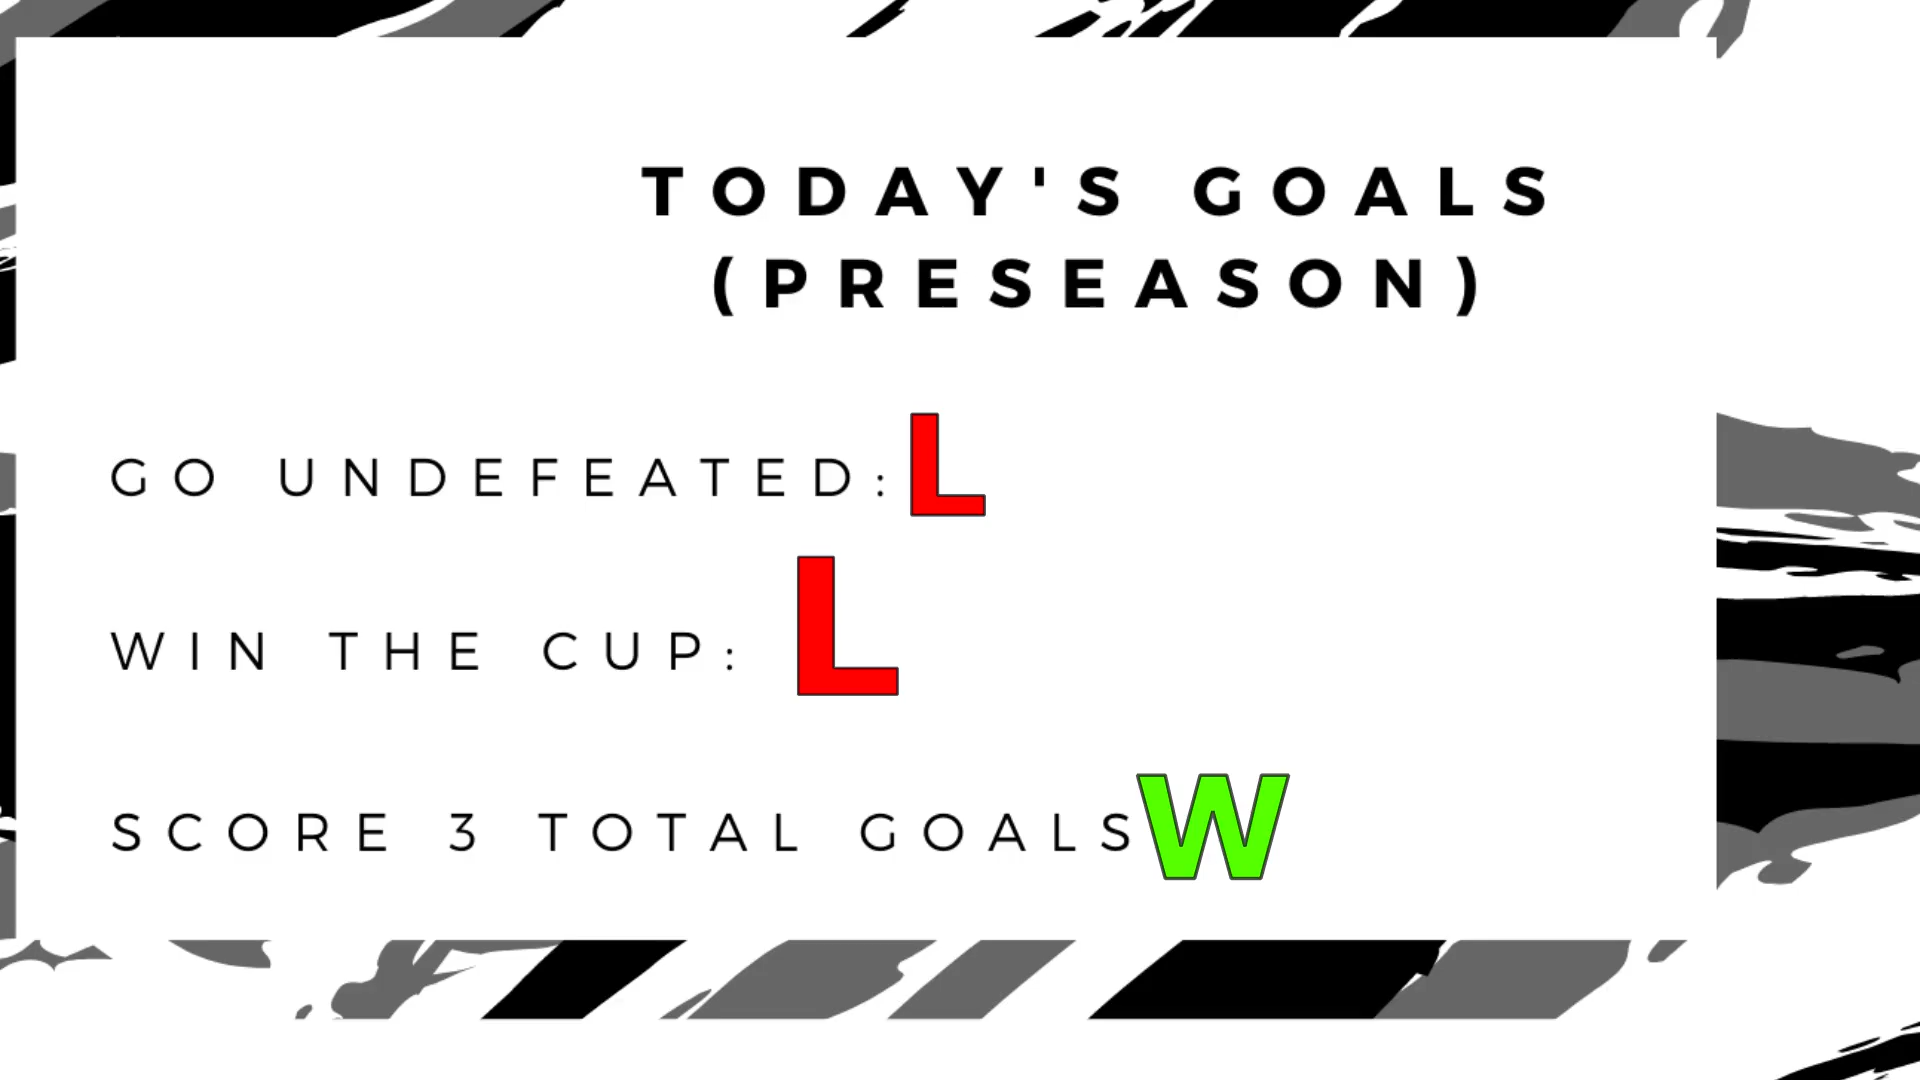 TODAY'S GOALS
(PRESEASON)
GO UNDEFEATED: L
WIN THE CUP: L
SCORE 3 TOTAL GOALS W